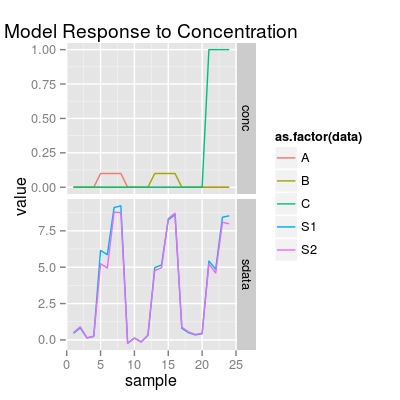 Model Response to Concentration
1.00
0.75
0.50
0.25
0.00
conc
value
7.5
5.0
2.5
0.0
sdata
0 5 10 15 20 25
sample
as.factor(data)
A
B
C
S1
S2